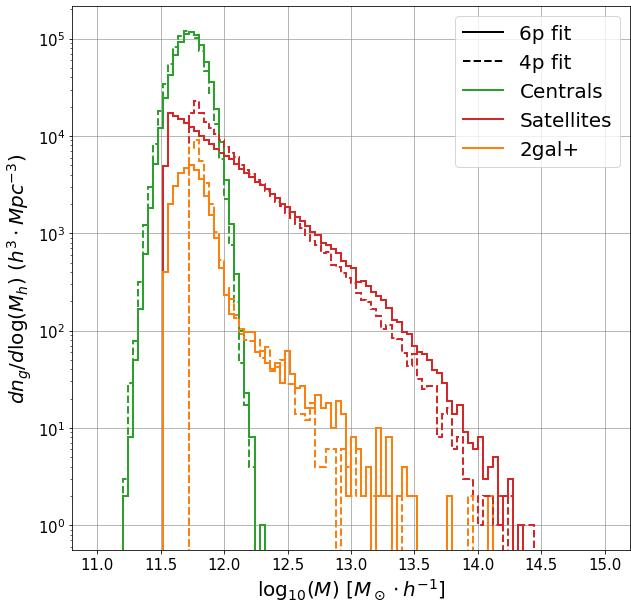 6p fit
4p fit
Centrals
Satellites
2gal+
dn_g/dlog(M_h) (h^3 · Mpc^{-3})
10^5
10^4
10^3
10^2
10^1
10^0
11.0 11.5 12.0 12.5 13.0 13.5 14.0 14.5 15.0
log_{10}(M) [M_⊙ · h^{-1}]